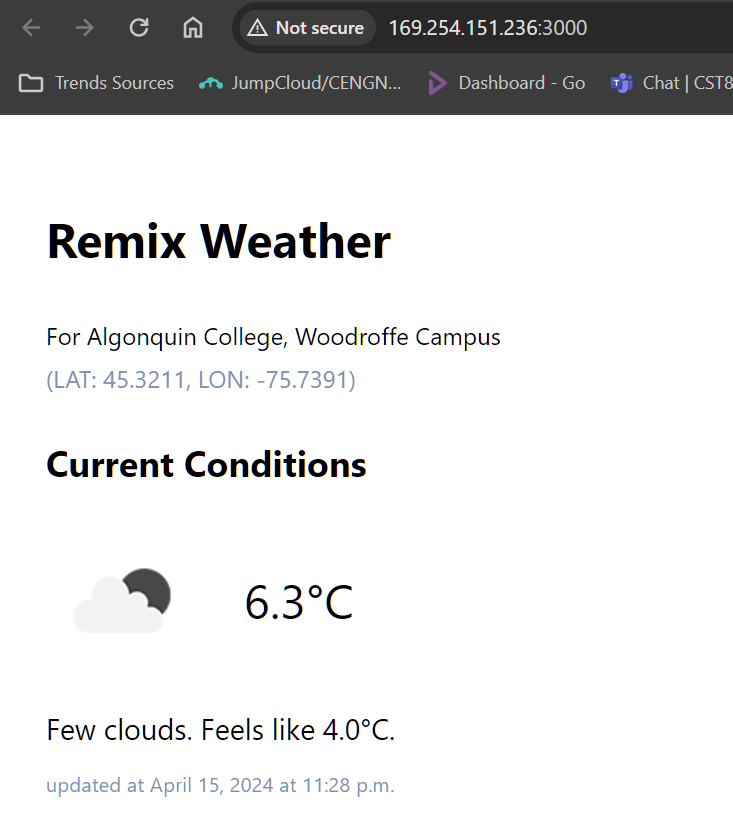 Not secure 169.254.151.236:3000
Trends Sources JumpCloud/CENGN... Dashboard - Go Chat | CST8
Remix Weather
For Algonquin College, Woodroffe Campus
(LAT: 45.3211, LON: -75.7391)
Current Conditions
6.3°C
Few clouds. Feels like 4.0°C.
updated at April 15, 2024 at 11:28 p.m.